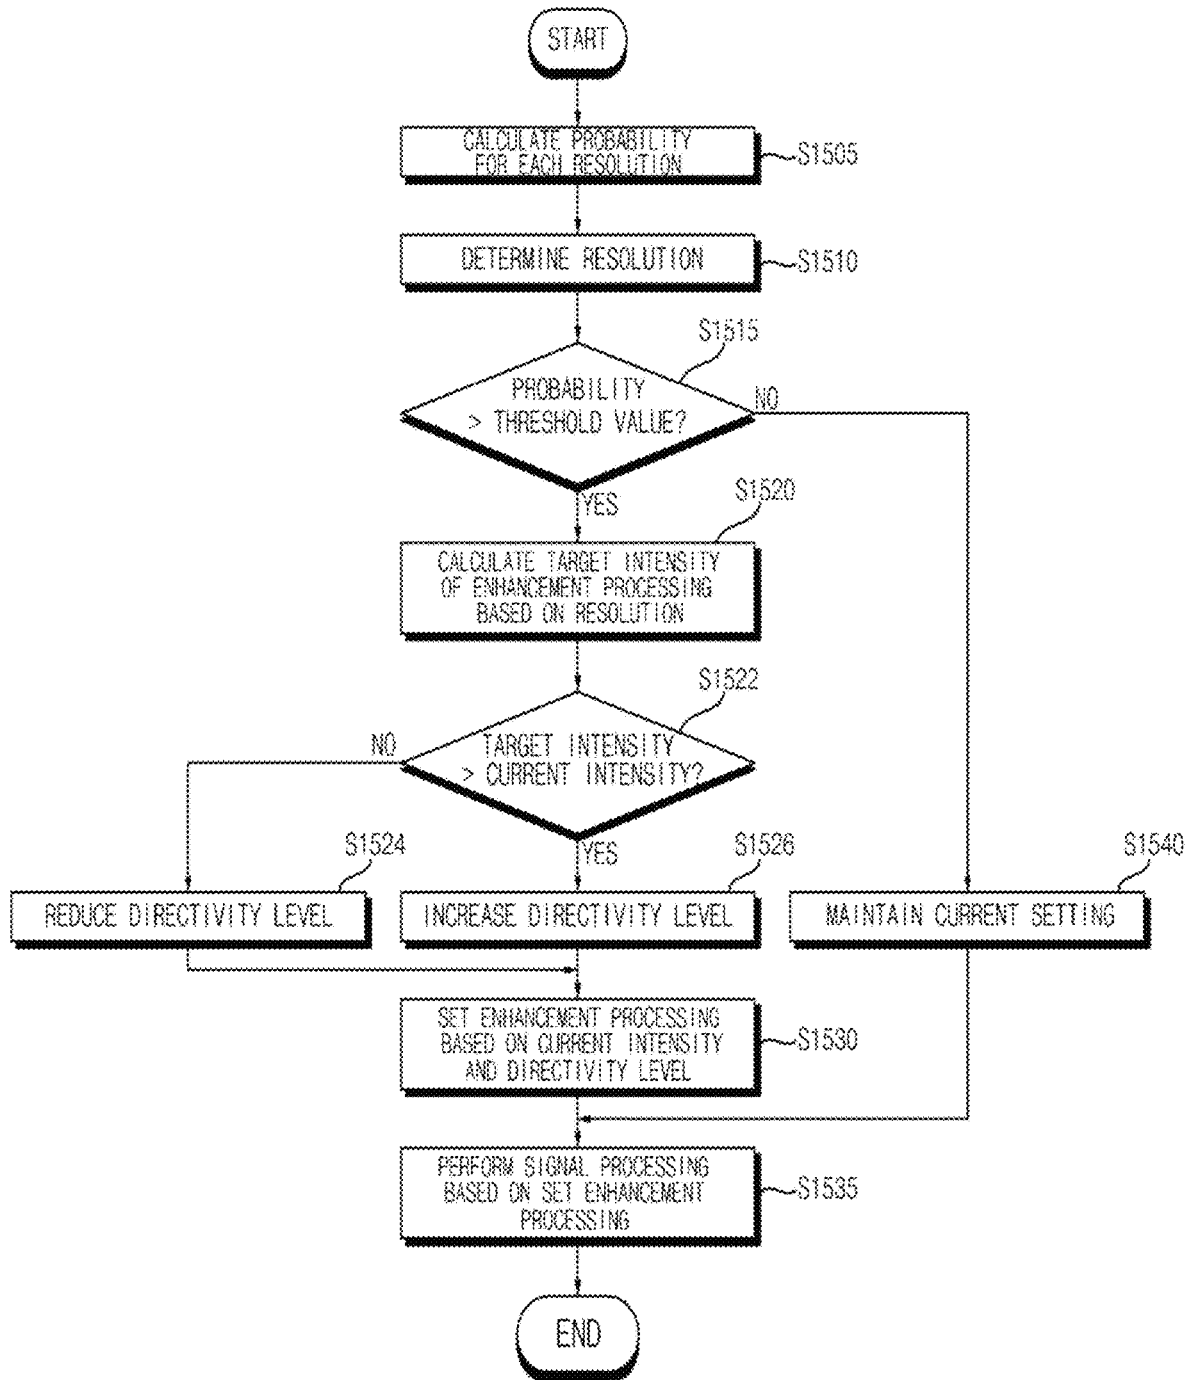 START
CALCULATE PROBABILITY
FOR EACH RESOLUTION
S1505
DETERMINE RESOLUTION
S1510
S1515
PROBABILITY
> THRESHOLD VALUE?
NO
YES
S1520
CALCULATE TARGET INTENSITY
OF ENHANCEMENT PROCESSING
BASED ON RESOLUTION
S1522
NO
TARGET INTENSITY
> CURRENT INTENSITY?
YES
S1524
S1526
S1540
REDUCE DIRECTIVITY LEVEL
INCREASE DIRECTIVITY LEVEL
MAINTAIN CURRENT SETTING
SET ENHANCEMENT PROCESSING
BASED ON CURRENT INTENSITY
AND DIRECTIVITY LEVEL
S1530
PERFORM SIGNAL PROCESSING
BASED ON SET ENHANCEMENT
PROCESSING
S1535
END